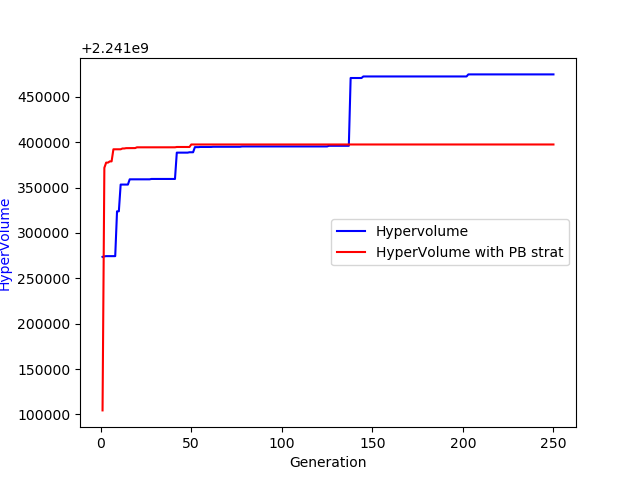 +2.241e9
450000
400000
350000
300000
250000
200000
150000
100000
HyperVolume
Hypervolume
HyperVolume with PB strat
0 50 100 150 200 250
Generation